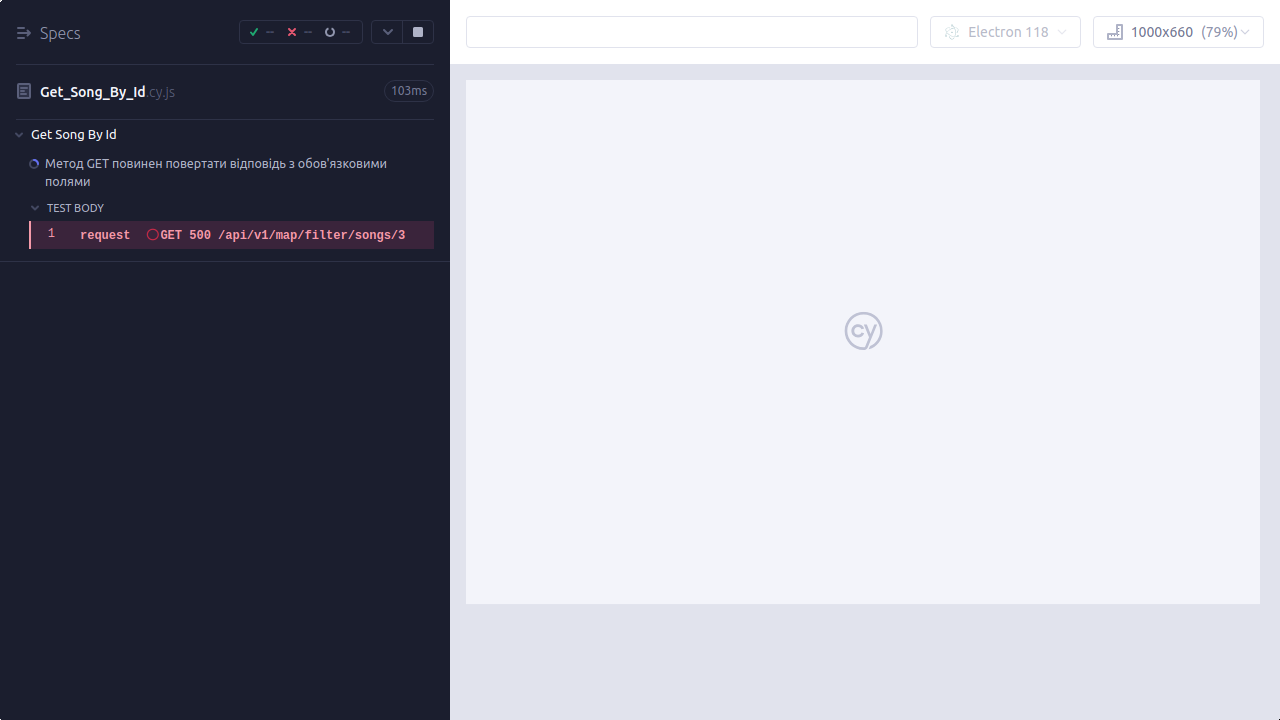 Specs
-- -- --
Electron 118
1000x660 (79%)
Get_Song_By_Id.cy.js
103ms
Get Song By Id
Метод GET повинен повертати відповідь з обов'язковими
полями
TEST BODY
1 request GET 500 /api/v1/map/filter/songs/3
cy